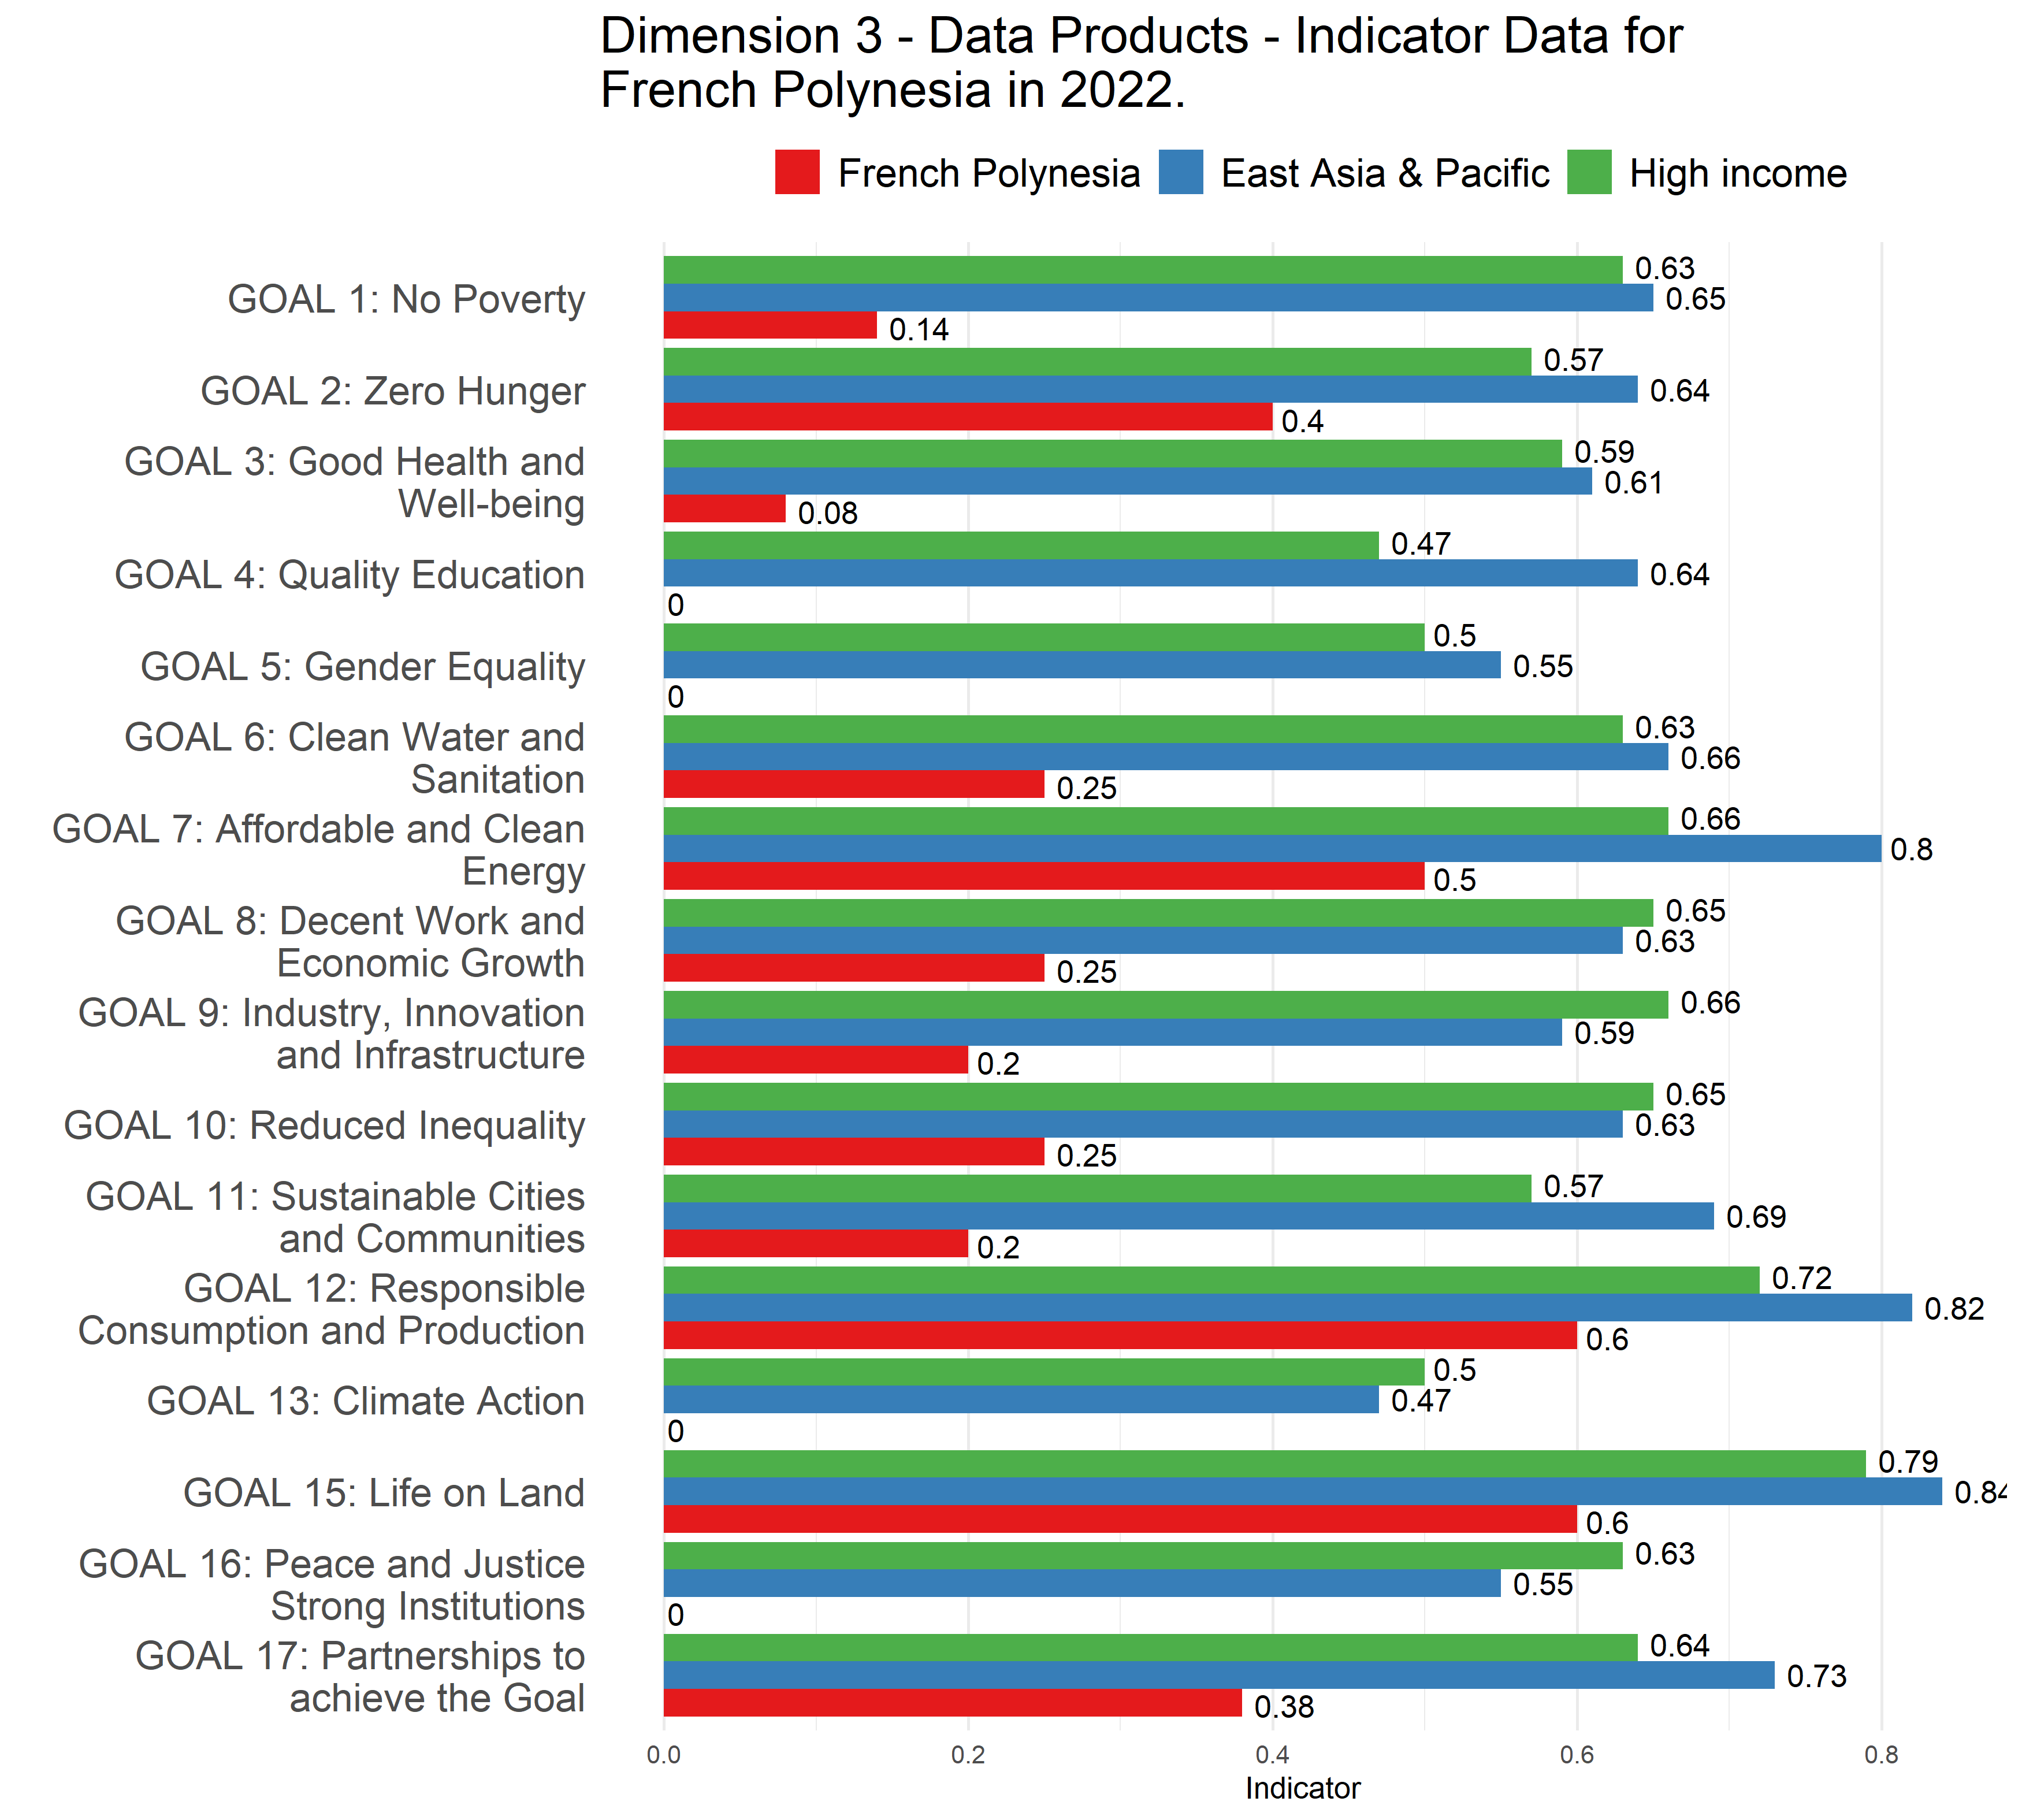 Dimension 3 - Data Products - Indicator Data for
French Polynesia in 2022.
French Polynesia East Asia & Pacific High income
GOAL 1: No Poverty
0.63
0.65
0.14
GOAL 2: Zero Hunger
0.57
0.64
0.4
GOAL 3: Good Health and
Well-being
0.59
0.61
0.08
GOAL 4: Quality Education
0.47
0.64
0
GOAL 5: Gender Equality
0.5
0.55
0
GOAL 6: Clean Water and
Sanitation
0.63
0.66
0.25
GOAL 7: Affordable and Clean
Energy
0.66
0.8
0.5
GOAL 8: Decent Work and
Economic Growth
0.65
0.63
0.25
GOAL 9: Industry, Innovation
and Infrastructure
0.66
0.59
0.2
GOAL 10: Reduced Inequality
0.65
0.63
0.25
GOAL 11: Sustainable Cities
and Communities
0.57
0.69
0.2
GOAL 12: Responsible
Consumption and Production
0.72
0.82
0.6
GOAL 13: Climate Action
0.5
0.47
0
GOAL 15: Life on Land
0.79
0.84
0.6
GOAL 16: Peace and Justice
Strong Institutions
0.63
0.55
0
GOAL 17: Partnerships to
achieve the Goal
0.64
0.73
0.38
0.0 0.2 0.4 0.6 0.8
Indicator